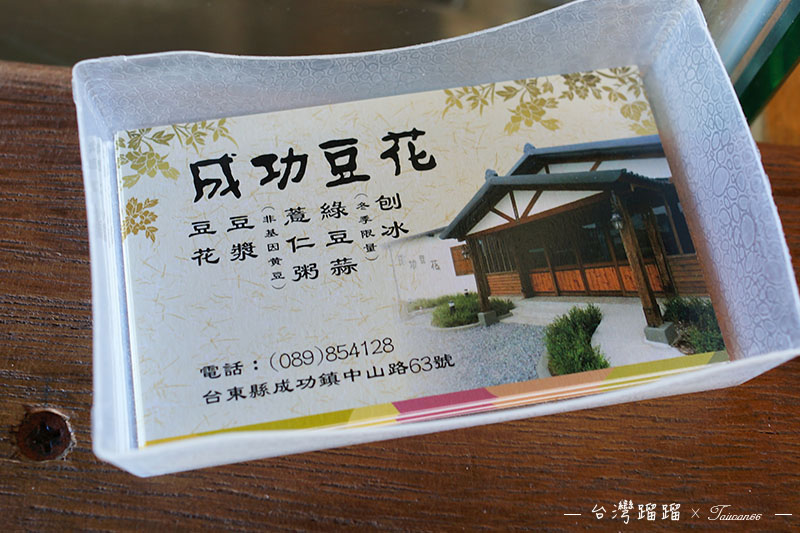 成功豆花
刨冰
(冬季限量)
綠豆蒜
薏仁粥
(非基因黃豆)
豆漿
豆花
電話：(089)854128
台東縣成功鎮中山路63號
— 台灣蹓蹓 × Taiwan66 —